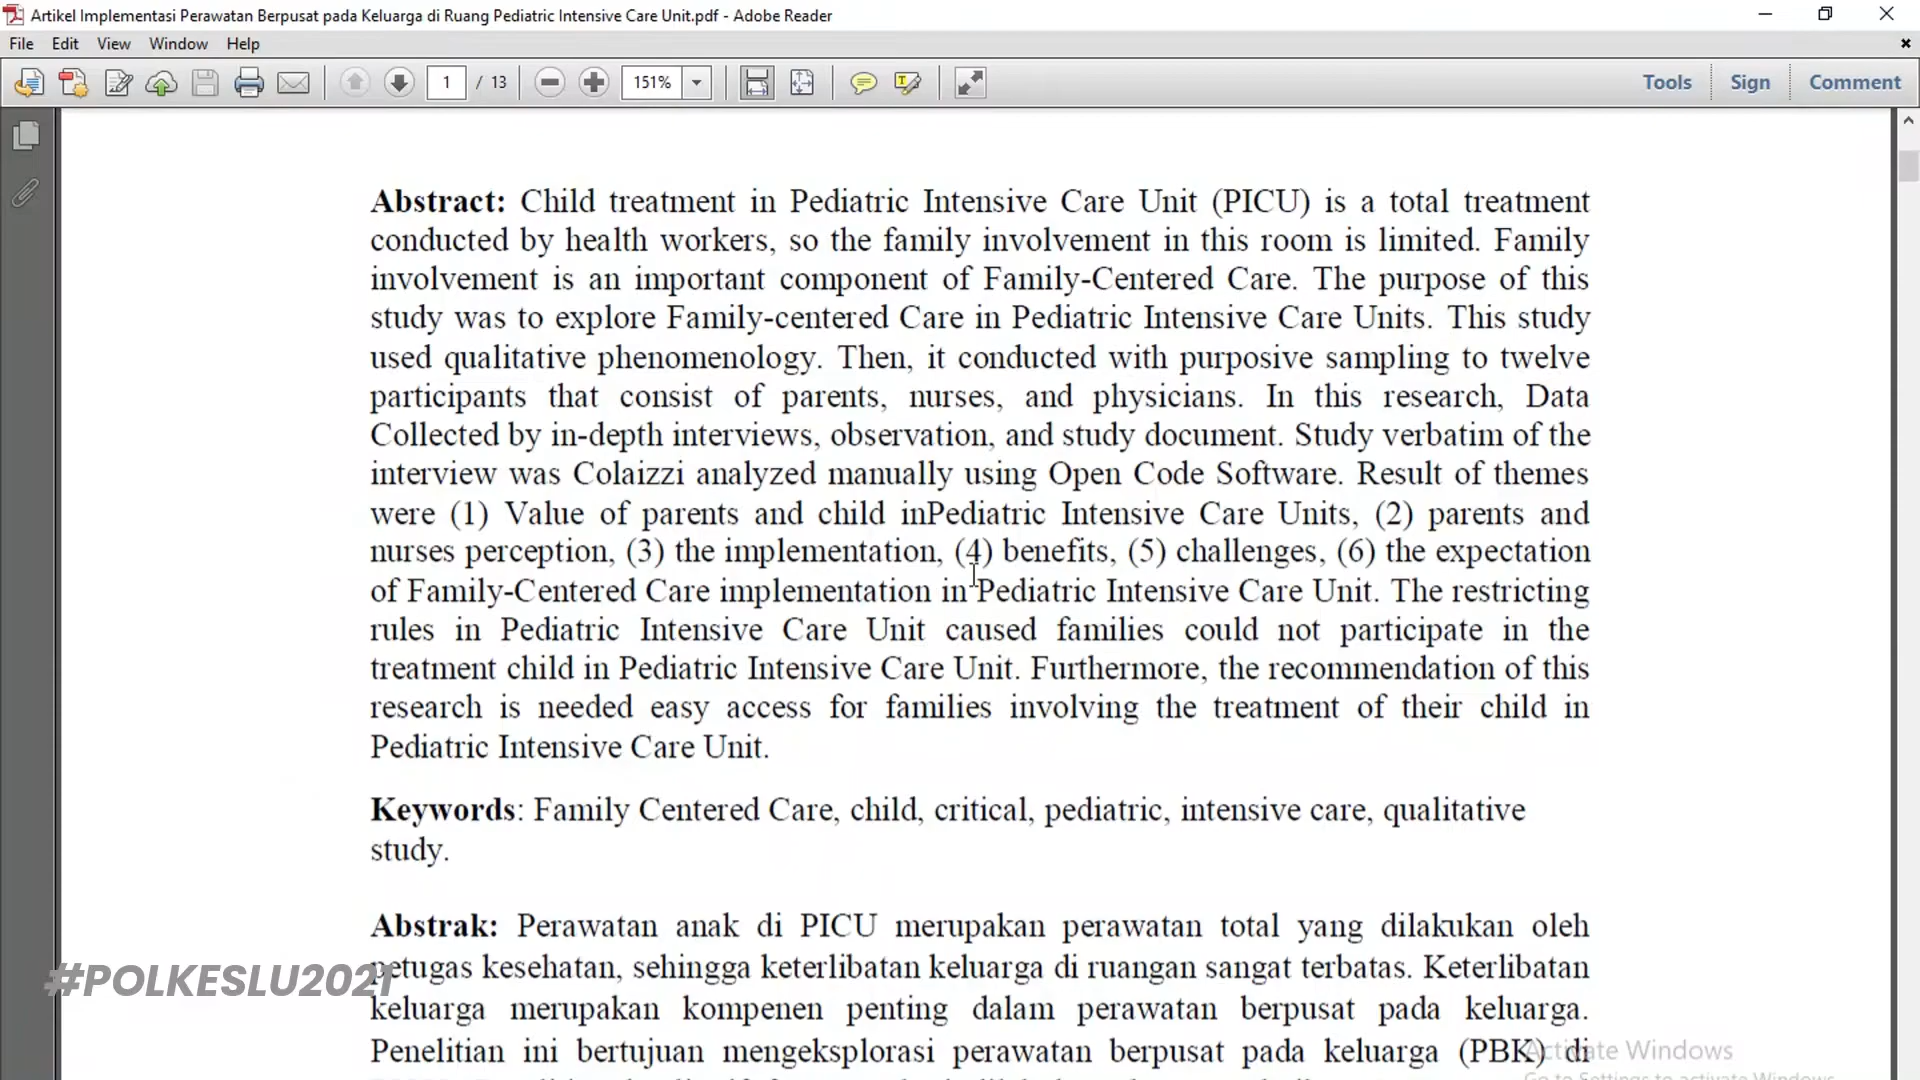 Artikel Implementasi Perawatan Berpusat pada Keluarga di Ruang Pediatric Intensive Care Unit.pdf - Adobe Reader
File Edit View Window Help
1 / 13 151% Tools Sign Comment
Abstract: Child treatment in Pediatric Intensive Care Unit (PICU) is a total treatment
conducted by health workers, so the family involvement in this room is limited. Family
involvement is an important component of Family-Centered Care. The purpose of this
study was to explore Family-centered Care in Pediatric Intensive Care Units. This study
used qualitative phenomenology. Then, it conducted with purposive sampling to twelve
participants that consist of parents, nurses, and physicians. In this research, Data
Collected by in-depth interviews, observation, and study document. Study verbatim of the
interview was Colaizzi analyzed manually using Open Code Software. Result of themes
were (1) Value of parents and child inPediatric Intensive Care Units, (2) parents and
nurses perception, (3) the implementation, (4) benefits, (5) challenges, (6) the expectation
of Family-Centered Care implementation in Pediatric Intensive Care Unit. The restricting
rules in Pediatric Intensive Care Unit caused families could not participate in the
treatment child in Pediatric Intensive Care Unit. Furthermore, the recommendation of this
research is needed easy access for families involving the treatment of their child in
Pediatric Intensive Care Unit.
Keywords: Family Centered Care, child, critical, pediatric, intensive care, qualitative
study.
Abstrak: Perawatan anak di PICU merupakan perawatan total yang dilakukan oleh
petugas kesehatan, sehingga keterlibatan keluarga di ruangan sangat terbatas. Keterlibatan
#POLKESLU2021
keluarga merupakan kompenen penting dalam perawatan berpusat pada keluarga.
Penelitian ini bertujuan mengeksplorasi perawatan berpusat pada keluarga (PBK) di
Activate Windows